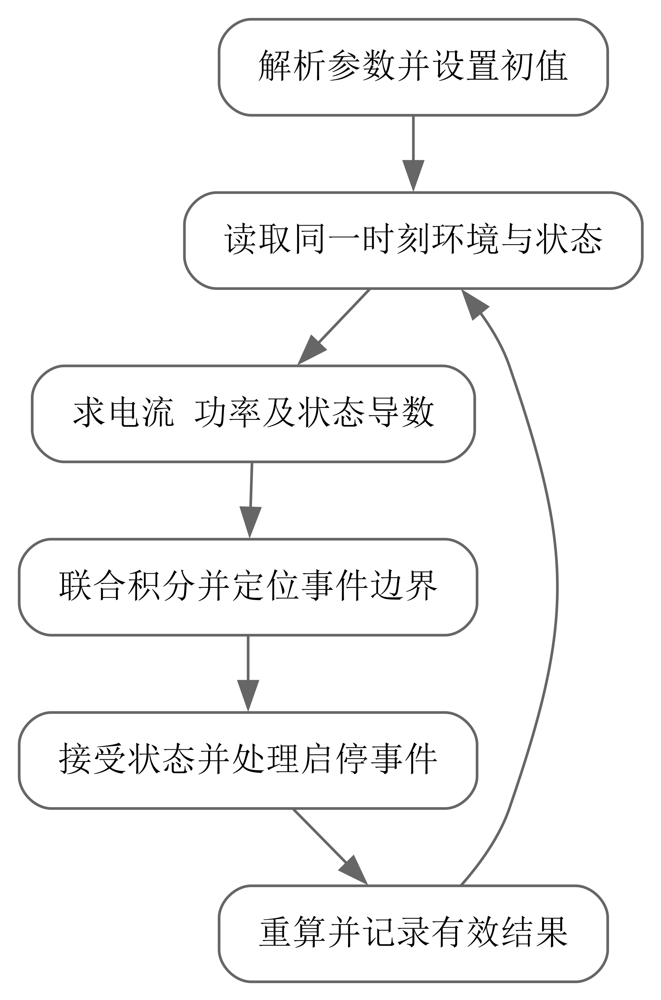 解析参数并设置初值
读取同一时刻环境与状态
求电流 功率及状态导数
联合积分并定位事件边界
接受状态并处理启停事件
重算并记录有效结果